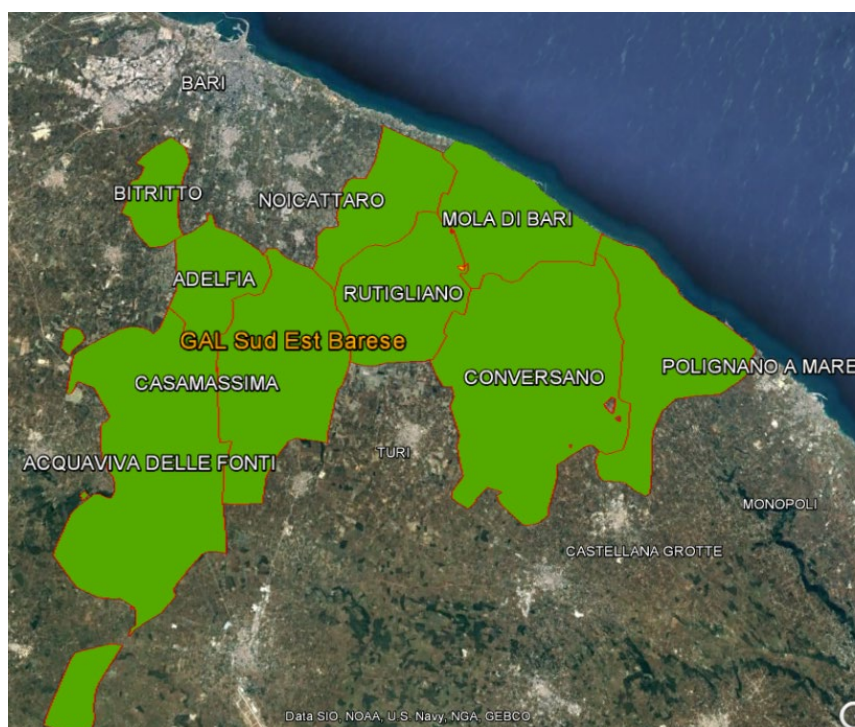 BARI
BITRITTO
NOICATTARO
MOLA DI BARI
ADELFIA
RUTIGLIANO
GAL Sud Est Barese
CASAMASSIMA
CONVERSANO
POLIGNANO A MARE
TURI
ACQUAVIVA DELLE FONTI
MONOPOLI
CASTELLANA GROTTE
Data SIO, NOAA, U.S. Navy, NGA, GEBCO